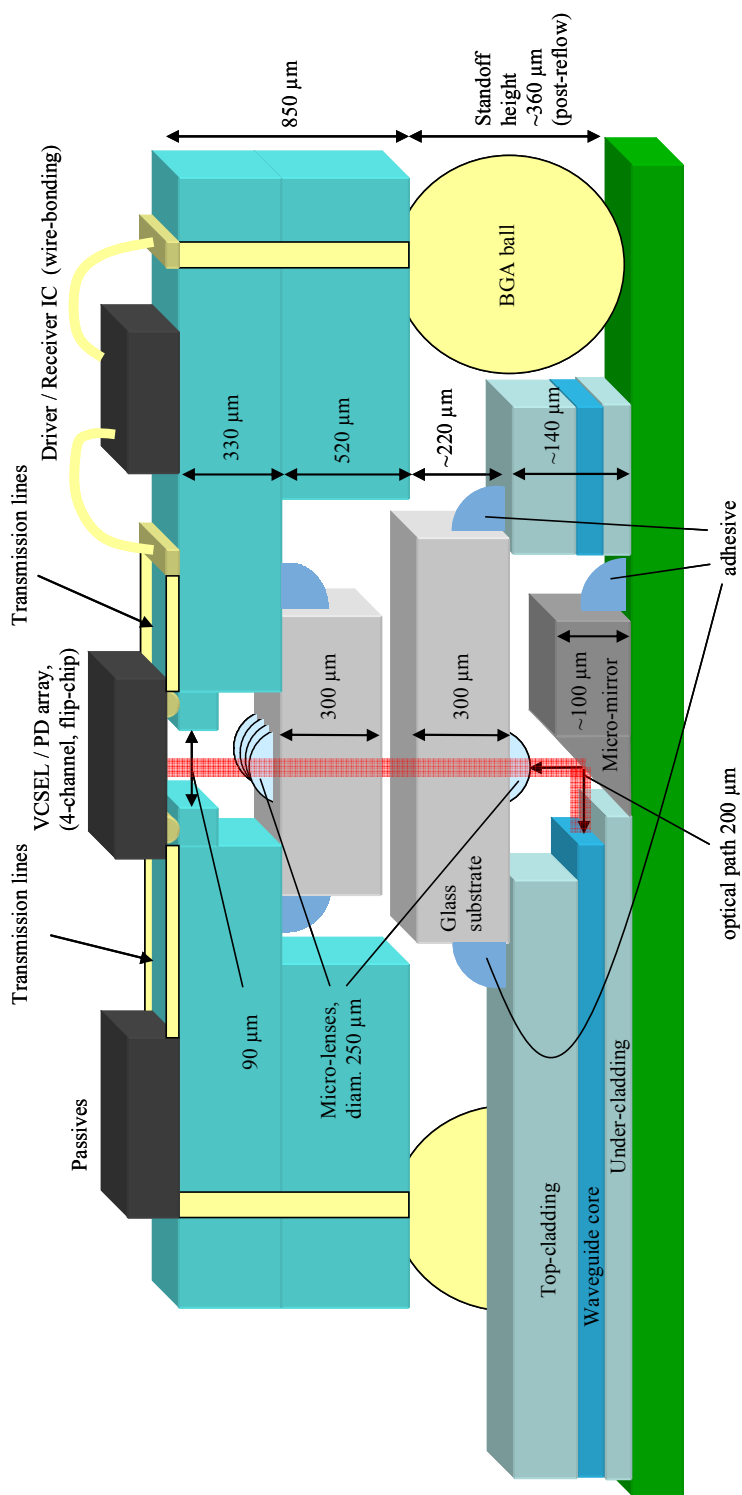 Passives
Transmission lines
VCSEL / PD array,
(4-channel, flip-chip)
Transmission lines
Driver / Receiver IC  (wire-bonding)
850 µm
Standoff
height
~360 µm
(post-reflow)
330 µm
520 µm
~220 µm
~140 µm
BGA ball
90 µm
Micro-lenses,
diam. 250 µm
300 µm
300 µm
Glass
substrate
~100 µm
Micro-mirror
Top-cladding
Waveguide core
Under-cladding
optical path 200 µm
adhesive